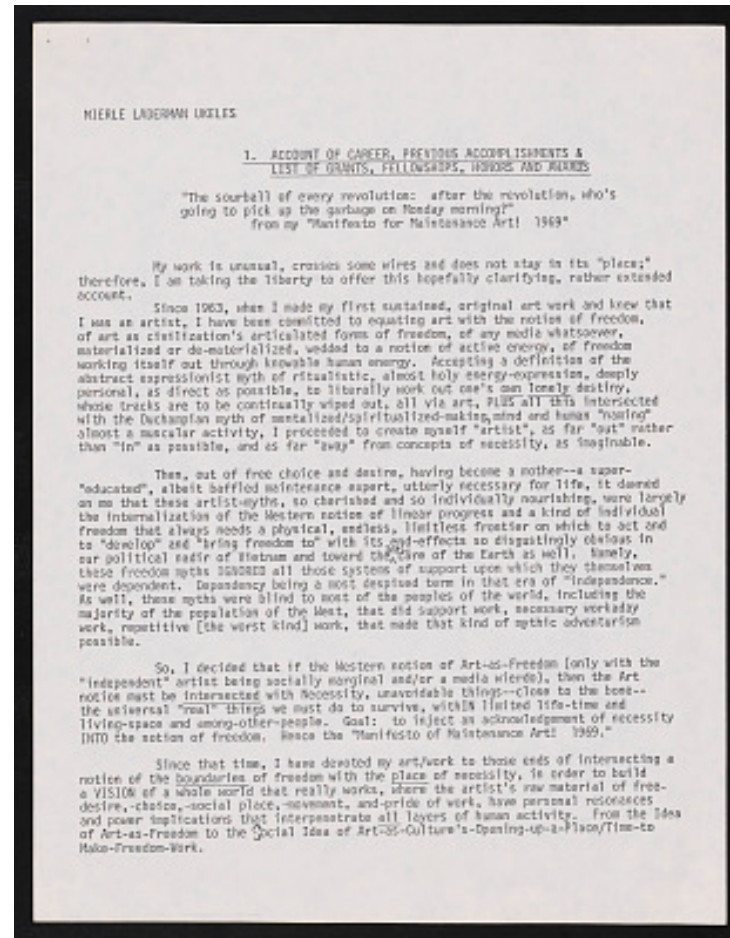 MIERLE LADERMAN UKELES
1. ACCOUNT OF CAREER, PREVIOUS ACCOMPLISHMENTS &
LIST OF GRANTS, FELLOWSHIPS, HONORS AND AWARDS
"The sourball of every revolution: after the revolution, who's
going to pick up the garbage on Monday morning?"
from my "Manifesto for Maintenance Art! 1969"
My work is unusual, crosses some wires and does not stay in its "place;"
therefore, I am taking the liberty to offer this hopefully clarifying, rather extended
account.
Since 1963, when I made my first sustained, original art work and knew that
I was an artist, I have been committed to equating art with the notion of freedom,
of art as civilization's articulated forms of freedom, of any media whatsoever,
materialized or de-materialized, wedded to a notion of active energy, of freedom
working itself out through knowable human energy. Accepting a definition of the
abstract expressionist myth of ritualistic, almost holy energy-expression, deeply
personal, as direct as possible, to literally work out one's own lonely destiny,
whose tracks are to be continually wiped out, all via art, PLUS all this intersected
with the Duchampian myth of mentalized/spiritualized-making, mind and human "naming"
almost a muscular activity, I proceeded to create myself "artist", as far "out" rather
than "in" as possible, and as far "away" from concepts of necessity, as imaginable.
Then, out of free choice and desire, having become a mother--a super-
"educated", albeit baffled maintenance expert, utterly necessary for life, it dawned
on me that these artist-myths, so cherished and so individually nourishing, were largely
the internalization of the Western notion of linear progress and a kind of individual
freedom that always needs a physical, endless, limitless frontier on which to act and
to "develop" and "bring freedom to" with its end-effects so disgustingly obvious in
our political nadir of Vietnam and toward the care of the Earth as well. Namely,
these freedom myths IGNORED all those systems of support upon which they themselves
were dependent. Dependency being a most despised term in that era of "independence."
As well, these myths were blind to most of the peoples of the world, including the
majority of the population of the West, that did support work, necessary workaday
work, repetitive [the worst kind] work, that made that kind of mythic adventurism
possible.
So, I decided that if the Western notion of Art-as-Freedom (only with the
"independent" artist being socially marginal and/or a media wierdo), then the Art
notion must be intersected with Necessity, unavoidable things--close to the bone--
the universal "real" things we must do to survive, withIN limited life-time and
living-space and among-other-people. Goal: to inject an acknowledgement of necessity
INTO the notion of freedom. Hence the "Manifesto of Maintenance Art! 1969."
Since that time, I have devoted my art/work to those ends of intersecting a
notion of the boundaries of freedom with the place of necessity, in order to build
a VISION of a whole world that really works, where the artist's raw material of free-
desire,-choice,-social place,-movement, and-pride of work, have personal resonances
and power implications that interpenetrate all layers of human activity. From the Idea
of Art-as-Freedom to the Social Idea of Art-as-Culture's-Opening-up-a-Place/Time-to
Make-Freedom-Work.